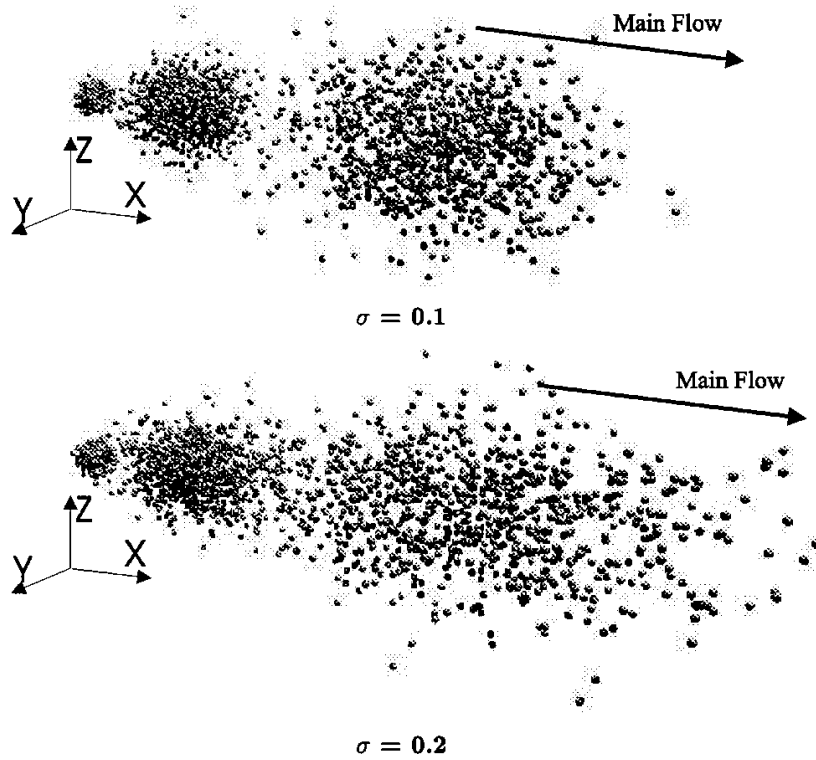 Main Flow
Z
X
Y
σ = 0.1
Main Flow
Z
X
Y
σ = 0.2